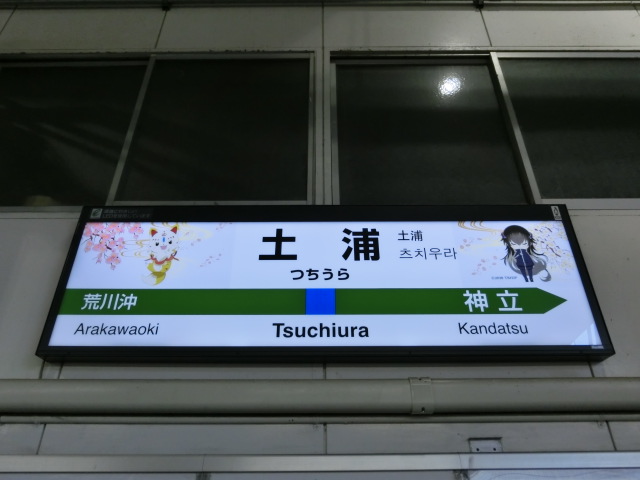 土浦
土浦
츠치우라
つちうら
荒川沖
神立
Arakawaoki
Tsuchiura
Kandatsu